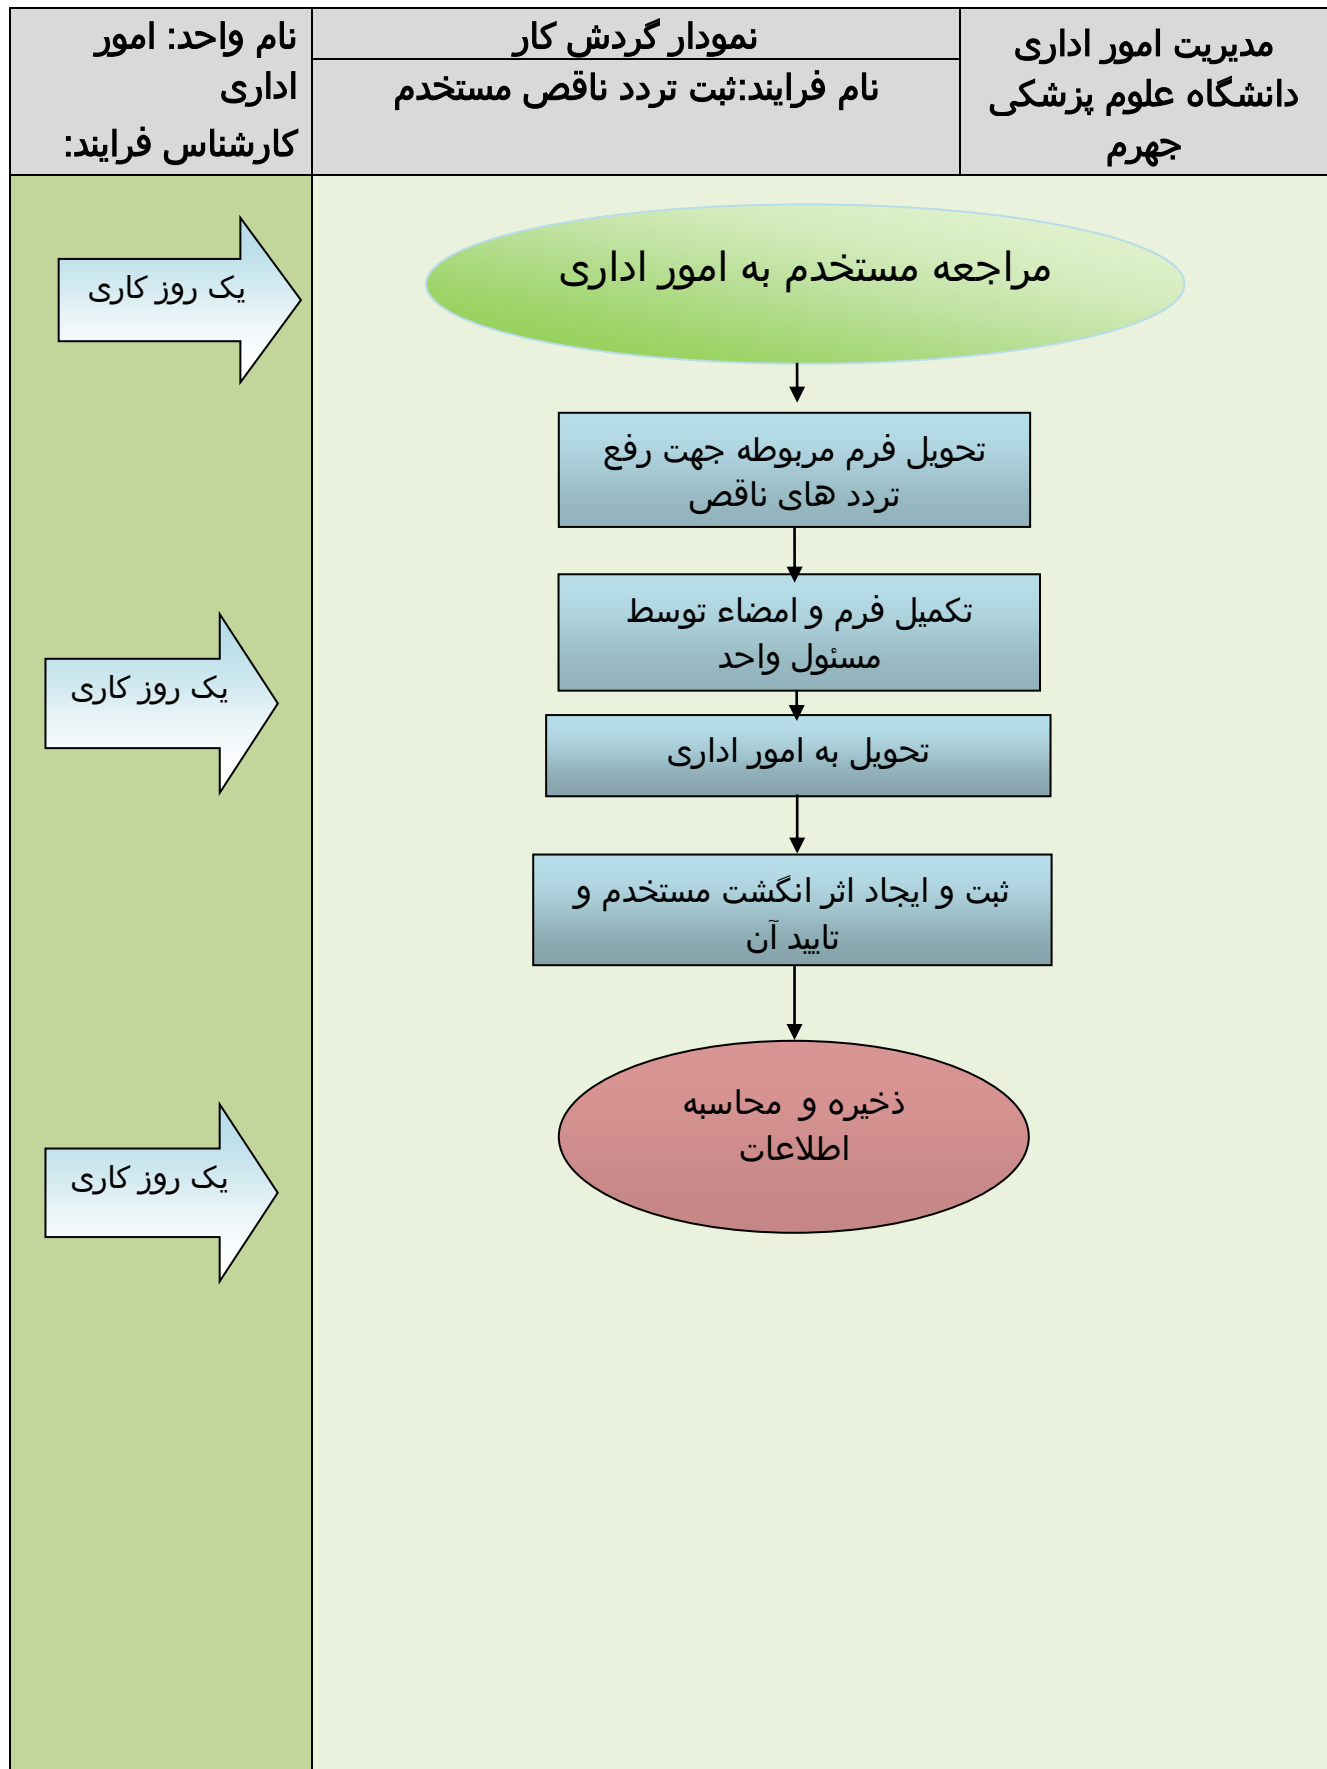 مدیریت امور اداری
دانشگاه علوم پزشکی
جهرم
نمودار گردش کار
نام فرایند:ثبت تردد ناقص مستخدم
نام واحد: امور
اداری
کارشناس فرایند:
مراجعه مستخدم به امور اداری
یک روز کاری
تحویل فرم مربوطه جهت رفع
تردد های ناقص
تکمیل فرم و امضاء توسط
مسئول واحد
یک روز کاری
تحویل به امور اداری
ثبت و ایجاد اثر انگشت مستخدم و
تایید آن
ذخیره و محاسبه
اطلاعات
یک روز کاری